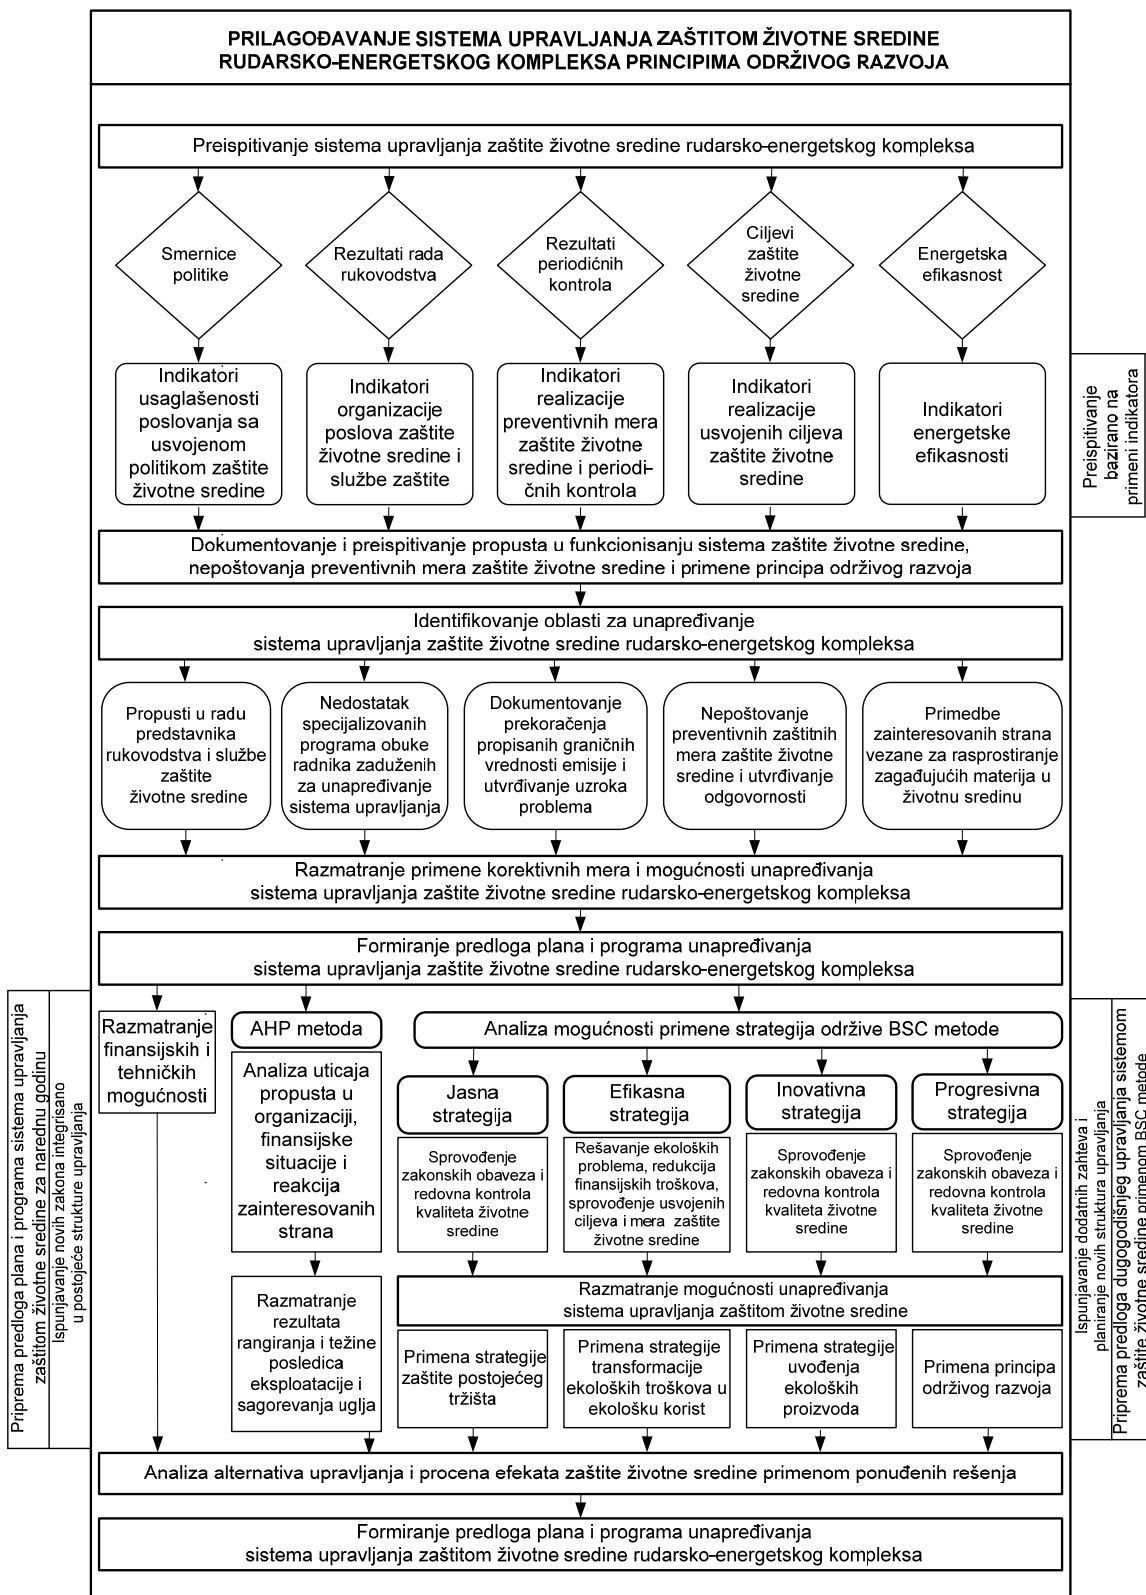 PRILAGOĐAVANJE SISTEMA UPRAVLJANJA ZAŠTITOM ŽIVOTNE SREDINE
RUDARSKO-ENERGETSKOG KOMPLEKSA PRINCIPIMA ODRŽIVOG RAZVOJA
Preispitivanje sistema upravljanja zaštite životne sredine rudarsko-energetskog kompleksa
Smernice
politike
Rezultati rada
rukovodstva
Rezultati
periodićnih
kontrola
Ciljevi
zaštite
životne
sredine
Energetska
efikasnost
Indikatori
usaglašenosti
poslovanja sa
usvojenom
politikom zaštite
životne sredine
Indikatori
organizacije
poslova zaštite
životne sredine i
službe zaštite
Indikatori
realizacije
preventivnih mera
zaštite životne
sredine i periodi-
čnih kontrola
Indikatori
realizacije
usvojenih ciljeva
zaštite životne
sredine
Indikatori
energetske
efikasnosti
Preispitivanje
bazirano na
primeni indikatora
Dokumentovanje i preispitivanje propusta u funkcionisanju sistema zaštite životne sredine,
nepoštovanja preventivnih mera zaštite životne sredine i primene principa održivog razvoja
Identifikovanje oblasti za unapređivanje
sistema upravljanja zaštite životne sredine rudarsko-energetskog kompleksa
Propusti u radu
predstavnika
rukovodstva i službe
zaštite
životne sredine
Nedostatak
specijalizovanih
programa obuke
radnika zaduženih
za unapređivanje
sistema upravljanja
Dokumentovanje
prekoračenja
propisanih graničnih
vrednosti emisije i
utvrđivanje uzroka
problema
Nepoštovanje
preventivnih zaštitnih
mera zaštite životne
sredine i utvrđivanje
odgovornosti
Primedbe
zainteresovanih strana
vezane za rasprostiranje
zagađujućih materija u
životnu sredinu
Razmatranje primene korektivnih mera i mogućnosti unapređivanja
sistema upravljanja zaštite životne sredine rudarsko-energetskog kompleksa
Formiranje predloga plana i programa unapređivanja
sistema upravljanja zaštite životne sredine rudarsko-energetskog kompleksa
Priprema predloga plana i programa sistema upravljanja
zaštitom životne sredine za narednu godinu
Ispunjavanje novih zakona integrisano
u postojeće strukture upravljanja
Razmatranje
finansijskih i
tehničkih
mogućnosti
AHP metoda
Analiza uticaja
propusta u
organizaciji,
finansijske
situacije i
reakcija
zainteresovanih
strana
Razmatranje
rezultata
rangiranja i težine
posledica
eksploatacije i
sagorevanja uglja
Analiza mogućnosti primene strategija održive BSC metode
Jasna
strategija
Efikasna
strategija
Inovativna
strategija
Progresivna
strategija
Sprovođenje
zakonskih obaveza i
redovna kontrola
kvaliteta životne
sredine
Rešavanje ekoloških
problema, redukcija
finansijskih troškova,
sprovođenje usvojenih
ciljeva i mera zaštite
životne sredine
Sprovođenje
zakonskih obaveza i
redovna kontrola
kvaliteta životne
sredine
Sprovođenje
zakonskih obaveza i
redovna kontrola
kvaliteta životne
sredine
Razmatranje mogućnosti unapređivanja
sistema upravljanja zaštitom životne sredine
Primena strategije
zaštite postojećeg
tržišta
Primena strategije
transformacije
ekoloških troškova u
ekološku korist
Primena strategije
uvođenja
ekoloških
proizvoda
Primena principa
održivog razvoja
Ispunjavanje dodatnih zahteva i
planiranje novih struktura upravljanja
Priprema predloga dugogodišnjeg upravljanja sistemom
zaštite životne sredine primenom BSC metode
Analiza alternativa upravljanja i procena efekata zaštite životne sredine primenom ponuđenih rešenja
Formiranje predloga plana i programa unapređivanja
sistema upravljanja zaštitom životne sredine rudarsko-energetskog kompleksa